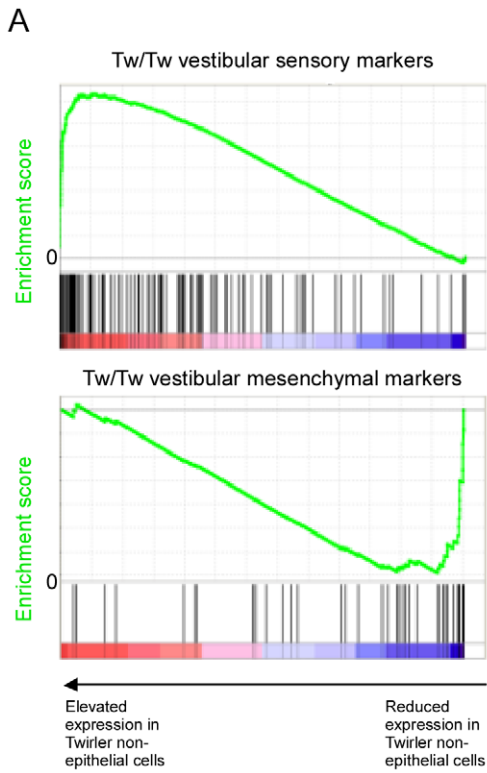 A
Tw/Tw vestibular sensory markers
Enrichment score
0
Tw/Tw vestibular mesenchymal markers
Enrichment score
0
Elevated
expression in
Twirler non-
epithelial cells
Reduced
expression in
Twirler non-
epithelial cells